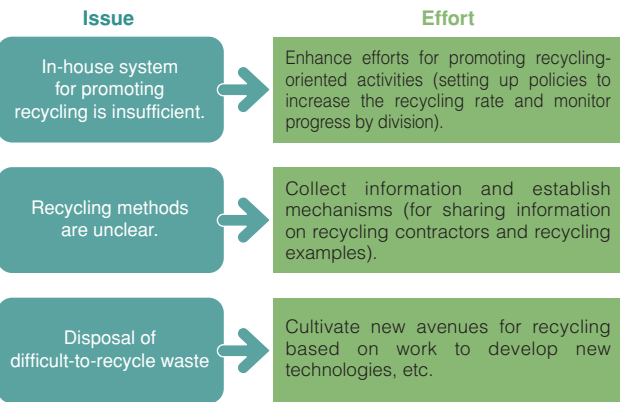 Issue
Effort
In-house system
for promoting
recycling is insufficient.
Enhance efforts for promoting recycling-
oriented activities (setting up policies to
increase the recycling rate and monitor
progress by division).
Recycling methods
are unclear.
Collect information and establish
mechanisms (for sharing information
on recycling contractors and recycling
examples).
Disposal of
difficult-to-recycle waste
Cultivate new avenues for recycling
based on work to develop new
technologies, etc.